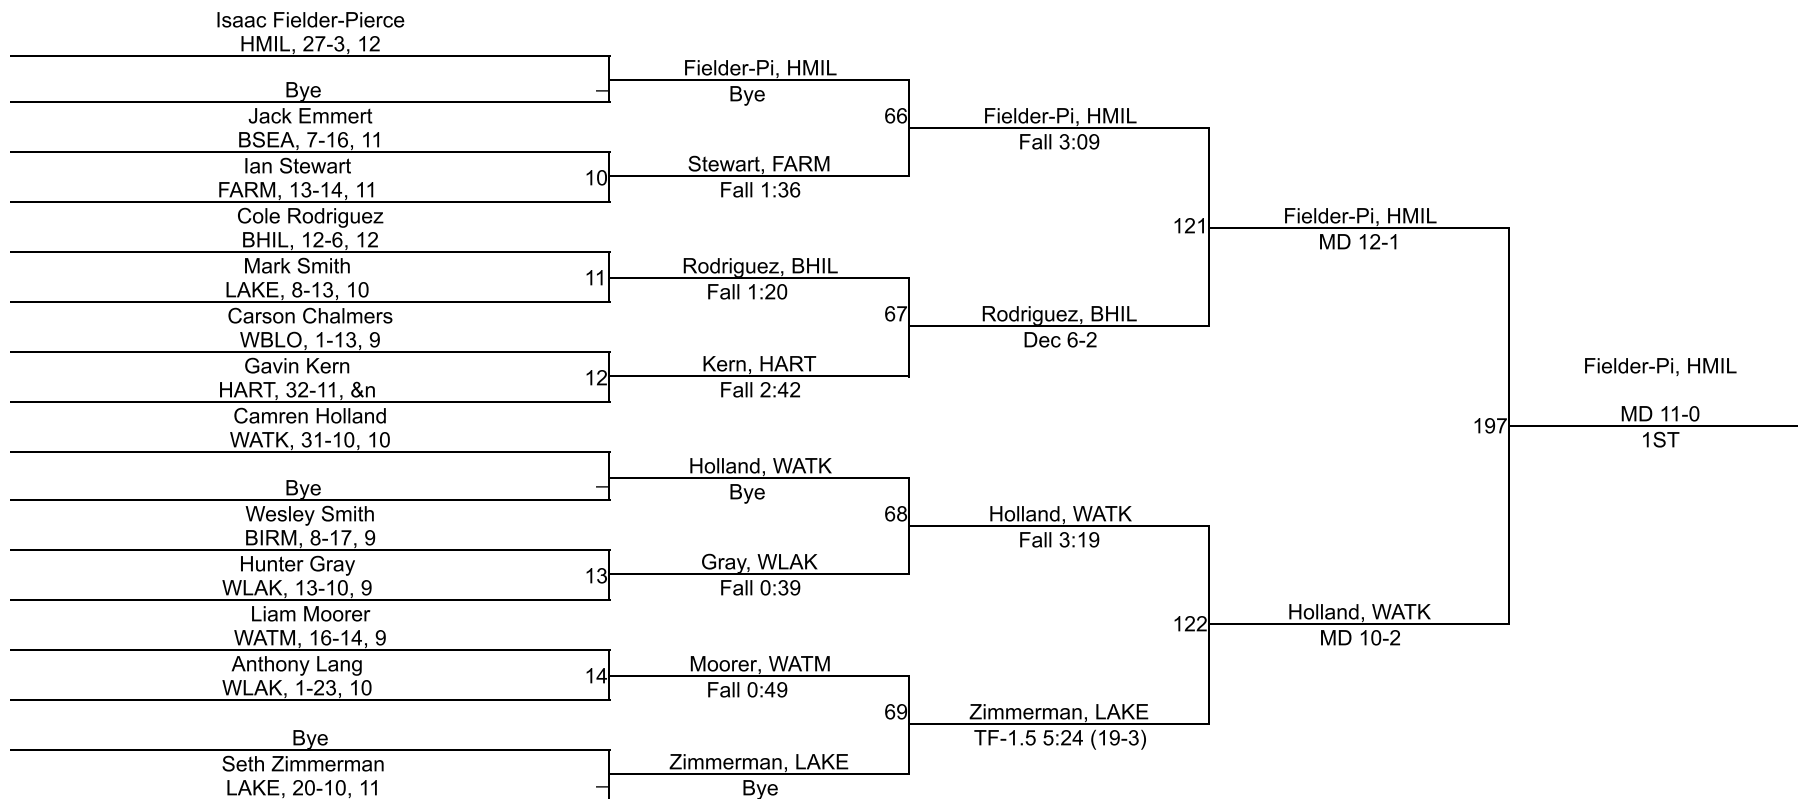 Isaac Fielder-Pierce
HMIL, 27-3, 12
Bye
Jack Emmert
BSEA, 7-16, 11
Ian Stewart
FARM, 13-14, 11
10
Cole Rodriguez
BHIL, 12-6, 12
Mark Smith
LAKE, 8-13, 10
11
Carson Chalmers
WBLO, 1-13, 9
Gavin Kern
HART, 32-11, &n
12
Camren Holland
WATK, 31-10, 10
Bye
Wesley Smith
BIRM, 8-17, 9
Hunter Gray
WLAK, 13-10, 9
13
Liam Moorer
WATM, 16-14, 9
Anthony Lang
WLAK, 1-23, 10
14
Bye
Seth Zimmerman
LAKE, 20-10, 11
Fielder-Pi, HMIL
Bye
66
Stewart, FARM
Fall 1:36
Rodriguez, BHIL
Fall 1:20
67
Kern, HART
Fall 2:42
Holland, WATK
Bye
68
Gray, WLAK
Fall 0:39
Moorer, WATM
Fall 0:49
69
Zimmerman, LAKE
Bye
Fielder-Pi, HMIL
Fall 3:09
121
Rodriguez, BHIL
Dec 6-2
Holland, WATK
Fall 3:19
122
Zimmerman, LAKE
TF-1.5 5:24 (19-3)
Fielder-Pi, HMIL
MD 12-1
197
Holland, WATK
MD 10-2
Fielder-Pi, HMIL
MD 11-0
1ST